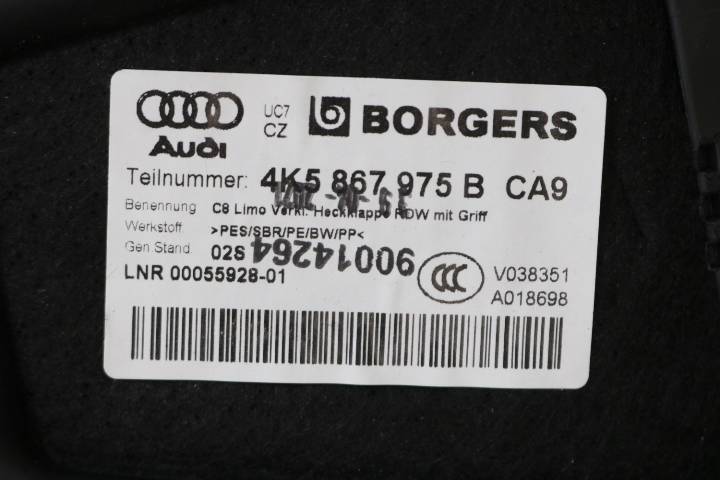 Audi
UC7
CZ
BORGERS
Teilnummer: 4K5 867 975 B CA9
Benennung C8 Limo Verkl. Heckklappe RDW mit Griff
Werkstoff >PES/SBR/PE/BW/PP<
Gen.Stand 02S
90014264
LNR 00055928-01
CCC
V038351
A018698